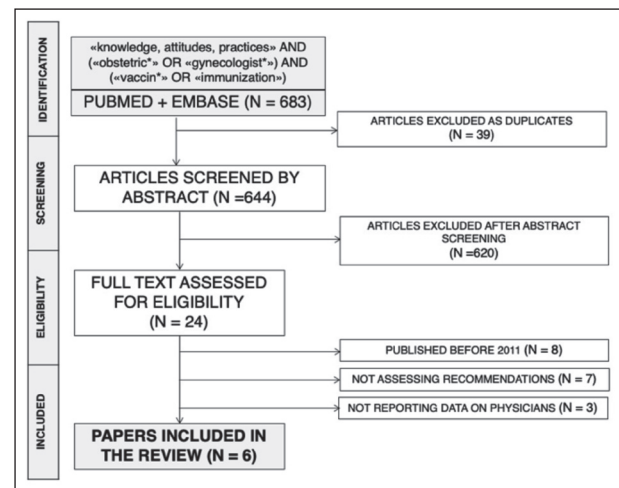 IDENTIFICATION
«knowledge, attitudes, practices» AND
(«obstetric*» OR «gynecologist*») AND
(«vaccin*» OR «immunization»)
PUBMED + EMBASE (N = 683)
ARTICLES EXCLUDED AS DUPLICATES
(N = 39)
SCREENING
ARTICLES SCREENED BY
ABSTRACT (N =644)
ARTICLES EXCLUDED AFTER ABSTRACT
SCREENING
(N =620)
ELIGIBILITY
FULL TEXT ASSESSED
FOR ELIGIBILITY
(N = 24)
PUBLISHED BEFORE 2011 (N = 8)
NOT ASSESSING RECOMMENDATIONS (N = 7)
NOT REPORTING DATA ON PHYSICIANS (N = 3)
INCLUDED
PAPERS INCLUDED IN
THE REVIEW (N = 6)